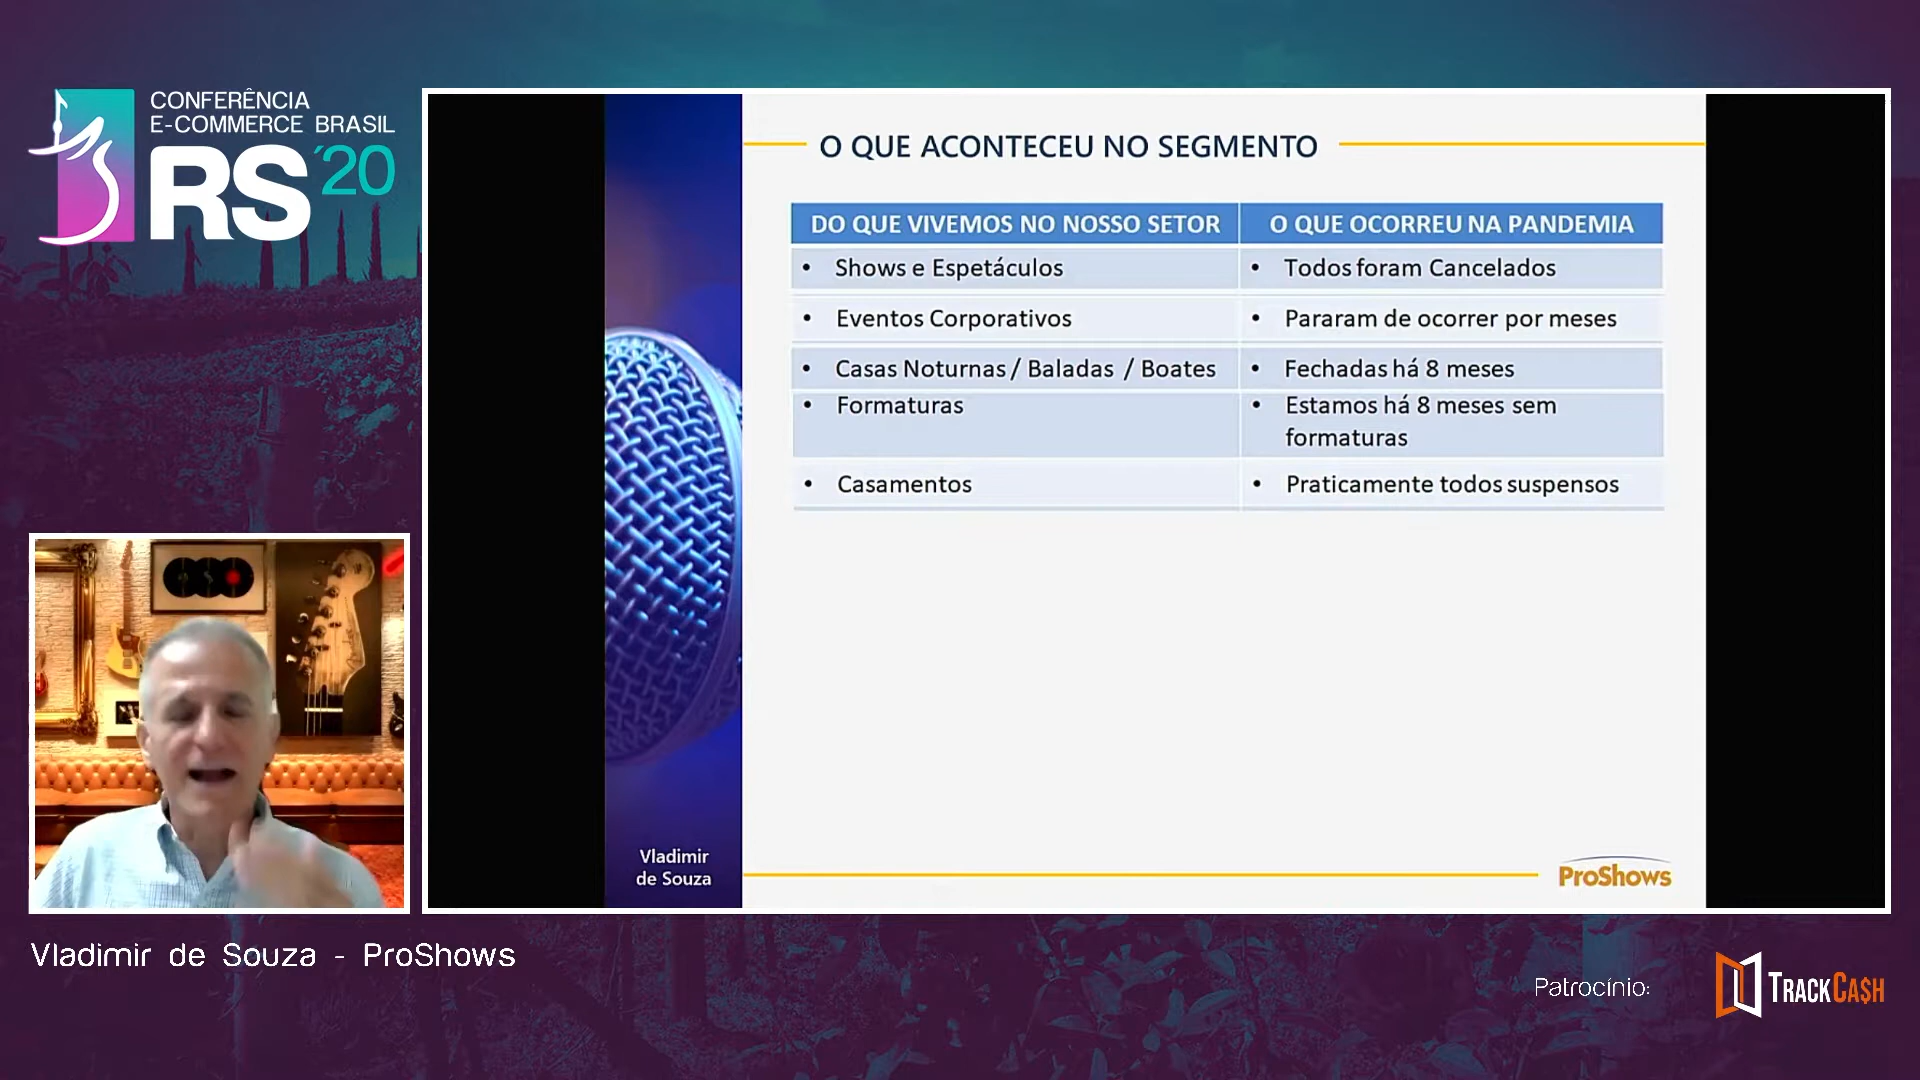 CONFERÊNCIA
E-COMMERCE BRASIL
RS'20
O QUE ACONTECEU NO SEGMENTO
DO QUE VIVEMOS NO NOSSO SETOR
O QUE OCORREU NA PANDEMIA
• Shows e Espetáculos
• Todos foram Cancelados
• Eventos Corporativos
• Pararam de ocorrer por meses
• Casas Noturnas / Baladas / Boates
• Fechadas há 8 meses
• Formaturas
• Estamos há 8 meses sem
formaturas
• Casamentos
• Praticamente todos suspensos
Vladimir
de Souza
ProShows
Vladimir de Souza - ProShows
Patrocínio:
TRACKCA$H